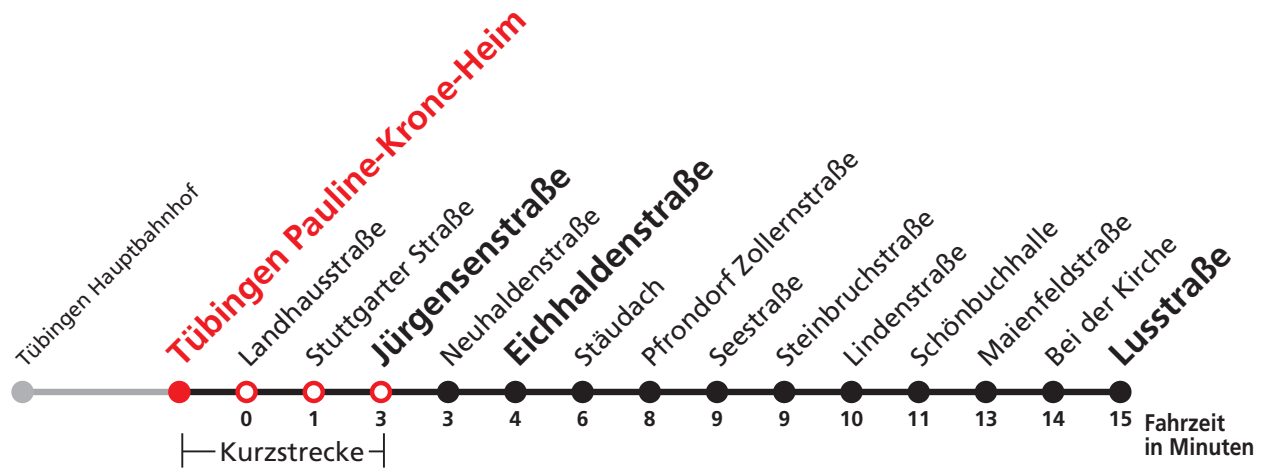 Tübingen Hauptbahnhof
Tübingen Pauline-Krone-Heim
Landhausstraße
Stuttgarter Straße
Jürgensenstraße
Neuhaldenstraße
Eichhaldenstraße
Stäudach
Pfrondorf Zollernstraße
Seestraße
Steinbruchstraße
Lindenstraße
Schönbuchhalle
Maienfeldstraße
Bei der Kirche
Lusstraße
0 1 3 3 4 6 8 9 9 10 11 13 14 15 Fahrzeit
in Minuten
Kurzstrecke